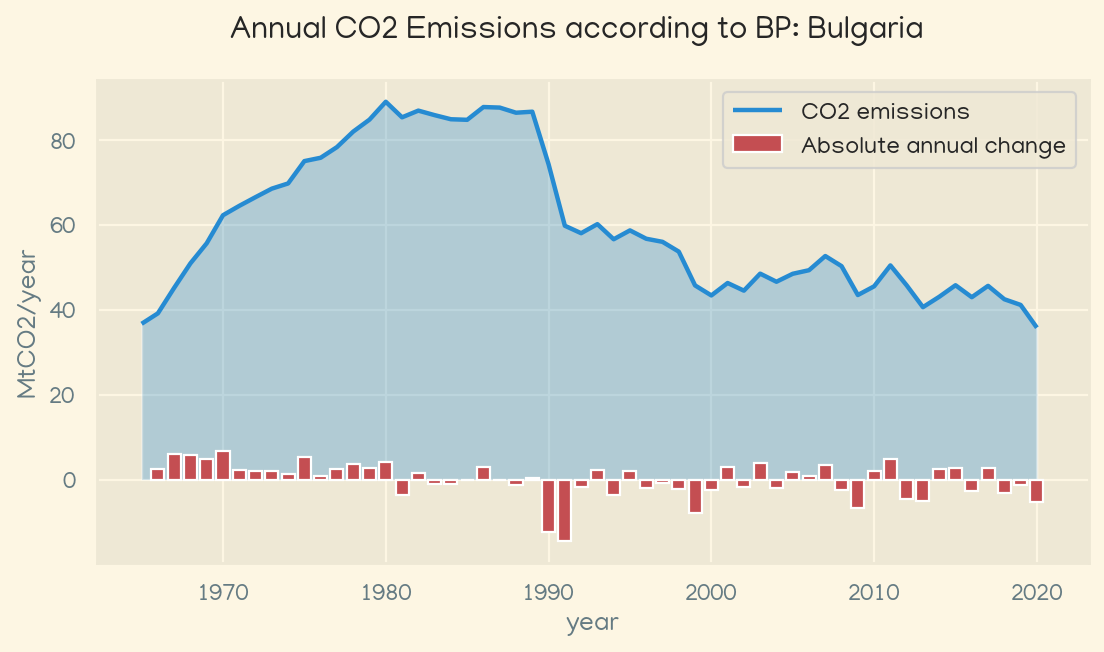 Annual CO2 Emissions according to BP: Bulgaria
CO2 emissions
Absolute annual change
MtCO2/year
80
60
40
20
0
1970 1980 1990 2000 2010 2020
year